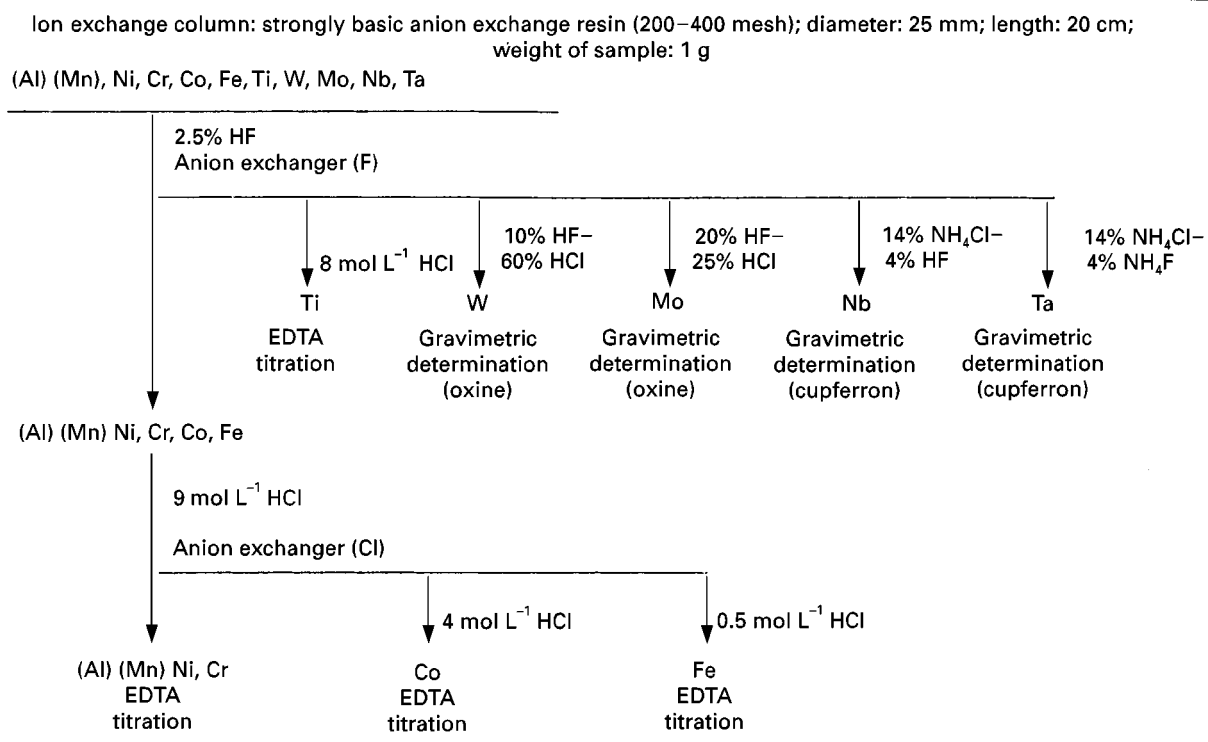 Ion exchange column: strongly basic anion exchange resin (200–400 mesh); diameter: 25 mm; length: 20 cm;
weight of sample: 1 g
(Al) (Mn), Ni, Cr, Co, Fe, Ti, W, Mo, Nb, Ta
2.5% HF
Anion exchanger (F)
8 mol L⁻¹ HCl
10% HF–
60% HCl
20% HF–
25% HCl
14% NH₄Cl–
4% HF
14% NH₄Cl–
4% NH₄F
Ti
W
Mo
Nb
Ta
EDTA
titration
Gravimetric
determination
(oxine)
Gravimetric
determination
(oxine)
Gravimetric
determination
(cupferron)
Gravimetric
determination
(cupferron)
(Al) (Mn) Ni, Cr, Co, Fe
9 mol L⁻¹ HCl
Anion exchanger (Cl)
4 mol L⁻¹ HCl
0.5 mol L⁻¹ HCl
(Al) (Mn) Ni, Cr
EDTA
titration
Co
EDTA
titration
Fe
EDTA
titration